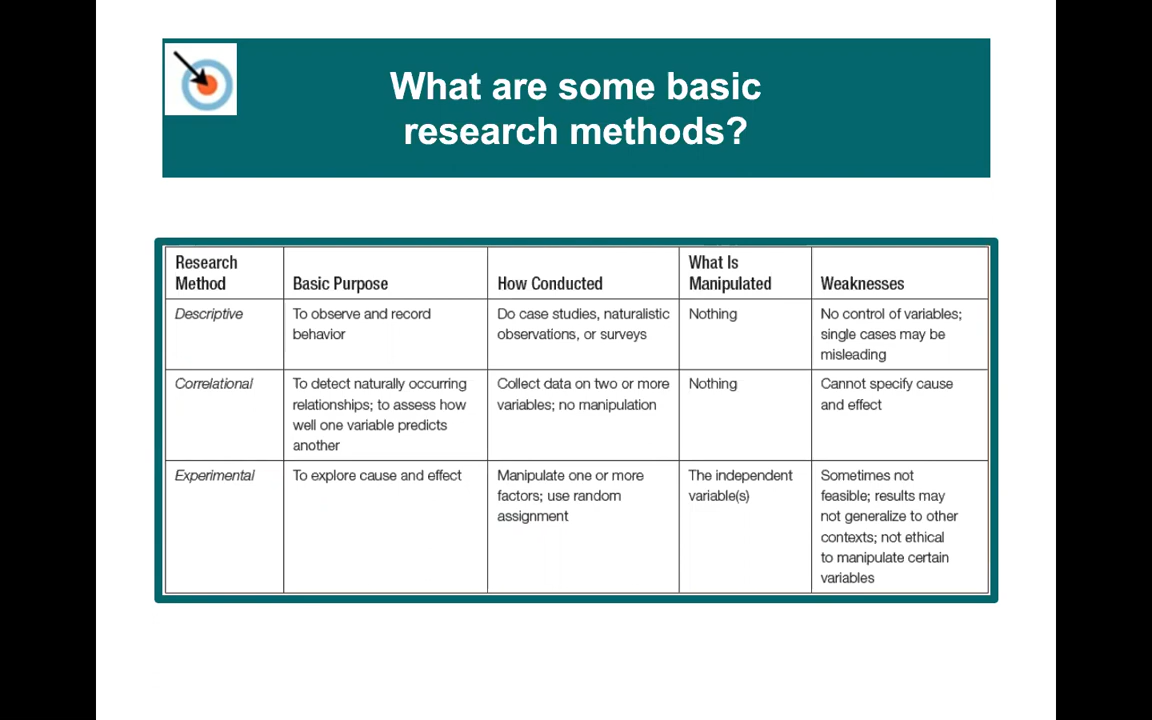 What are some basic
research methods?
Research
Method
Basic Purpose
How Conducted
What Is
Manipulated
Weaknesses
Descriptive
To observe and record
behavior
Do case studies, naturalistic
observations, or surveys
Nothing
No control of variables;
single cases may be
misleading
Correlational
To detect naturally occurring
relationships; to assess how
well one variable predicts
another
Collect data on two or more
variables; no manipulation
Nothing
Cannot specify cause
and effect
Experimental
To explore cause and effect
Manipulate one or more
factors; use random
assignment
The independent
variable(s)
Sometimes not
feasible; results may
not generalize to other
contexts; not ethical
to manipulate certain
variables